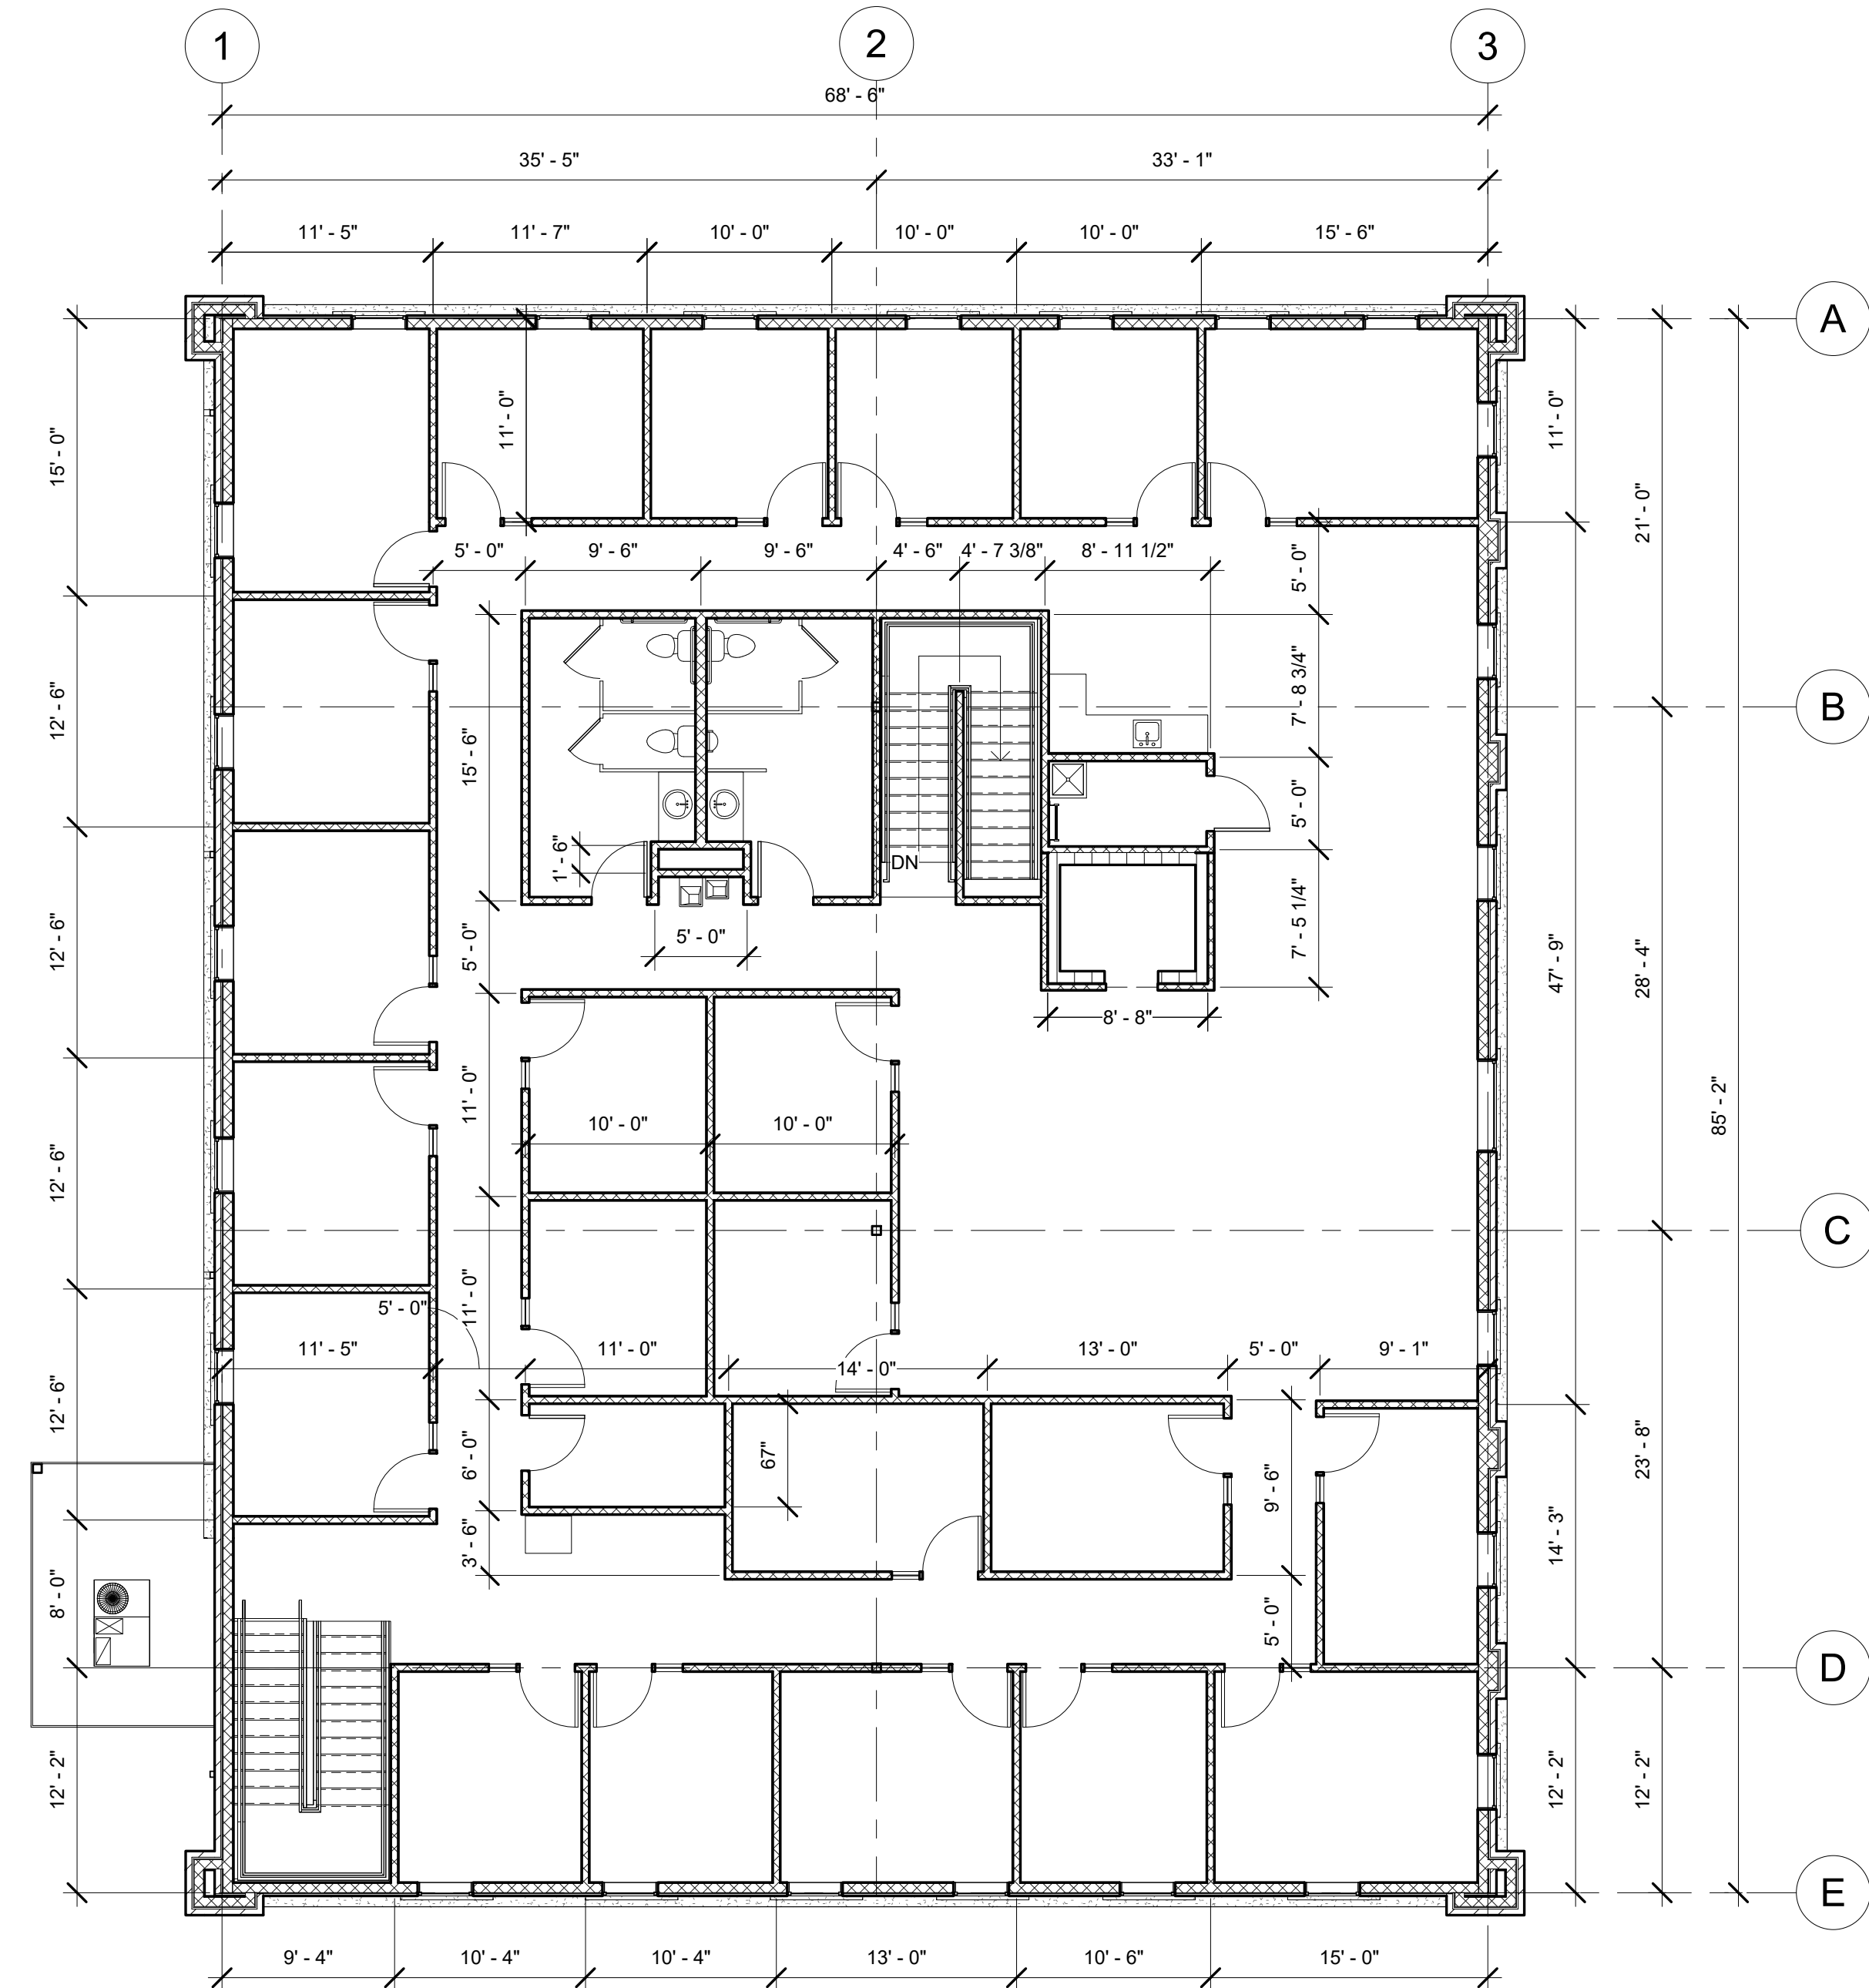 1
2
3
68' - 6"
35' - 5"
33' - 1"
11' - 5"
11' - 7"
10' - 0"
10' - 0"
10' - 0"
15' - 6"
A
15' - 0"
11' - 0"
11' - 0"
21' - 0"
5' - 0"
9' - 6"
9' - 6"
4' - 6"
4' - 7 3/8"
8' - 11 1/2"
5' - 0"
12' - 6"
15' - 6"
7' - 8 3/4"
B
1' - 6"
DN
5' - 0"
12' - 6"
5' - 0"
5' - 0"
7' - 5 1/4"
47' - 9"
28' - 4"
8' - 8"
12' - 6"
11' - 0"
10' - 0"
10' - 0"
85' - 2"
C
11' - 0"
5' - 0"
11' - 5"
11' - 0"
14' - 0"
13' - 0"
5' - 0"
9' - 1"
12' - 6"
6' - 0"
67"
9' - 6"
23' - 8"
3' - 6"
14' - 3"
8' - 0"
5' - 0"
D
12' - 2"
12' - 2"
12' - 2"
E
9' - 4"
10' - 4"
10' - 4"
13' - 0"
10' - 6"
15' - 0"